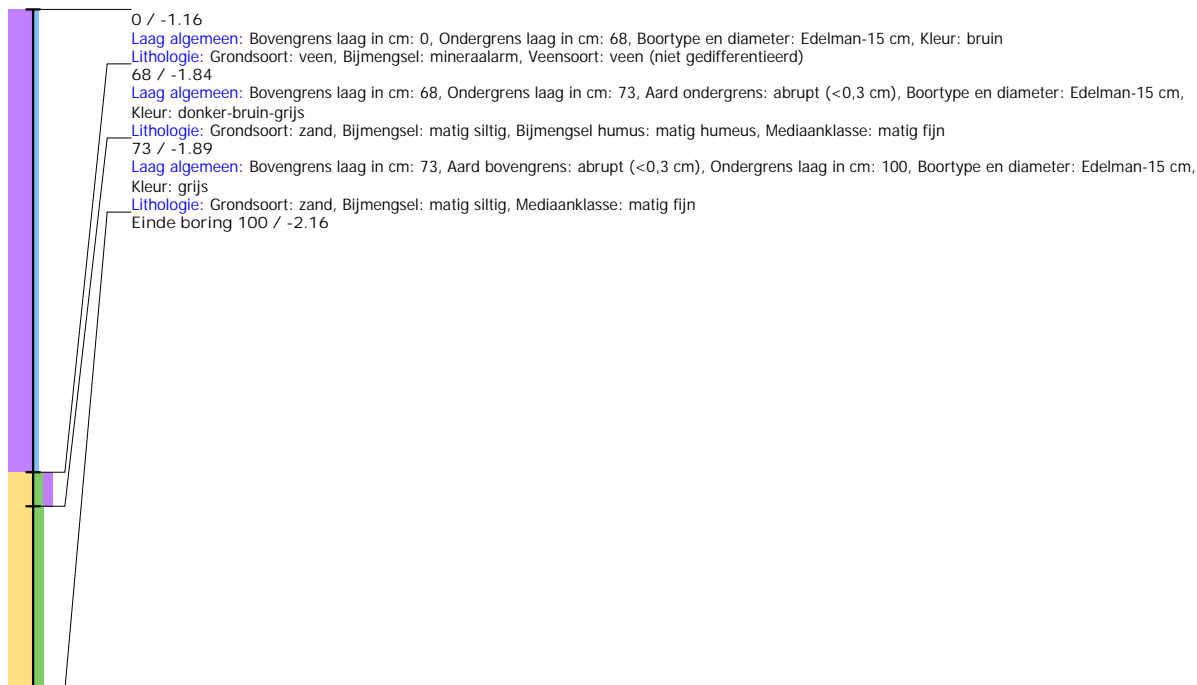 0 / -1.16
Laag algemeen: Bovengrens laag in cm: 0, Ondergrens laag in cm: 68, Boortype en diameter: Edelman-15 cm, Kleur: bruin
Lithologie: Grondsoort: veen, Bijmengsel: mineraalarm, Veensoort: veen (niet gedifferentieerd)
68 / -1.84
Laag algemeen: Bovengrens laag in cm: 68, Ondergrens laag in cm: 73, Aard ondergrens: abrupt (<0,3 cm), Boortype en diameter: Edelman-15 cm,
Kleur: donker-bruin-grijs
Lithologie: Grondsoort: zand, Bijmengsel: matig siltig, Bijmengsel humus: matig humeus, Mediaanklasse: matig fijn
73 / -1.89
Laag algemeen: Bovengrens laag in cm: 73, Aard bovengrens: abrupt (<0,3 cm), Ondergrens laag in cm: 100, Boortype en diameter: Edelman-15 cm,
Kleur: grijs
Lithologie: Grondsoort: zand, Bijmengsel: matig siltig, Mediaanklasse: matig fijn
Einde boring 100 / -2.16